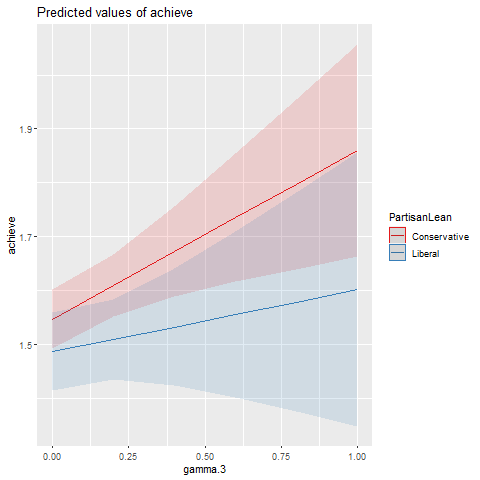 Predicted values of achieve
1.9
1.7
1.5
achieve
0.00 0.25 0.50 0.75 1.00
gamma.3
PartisanLean
Conservative
Liberal